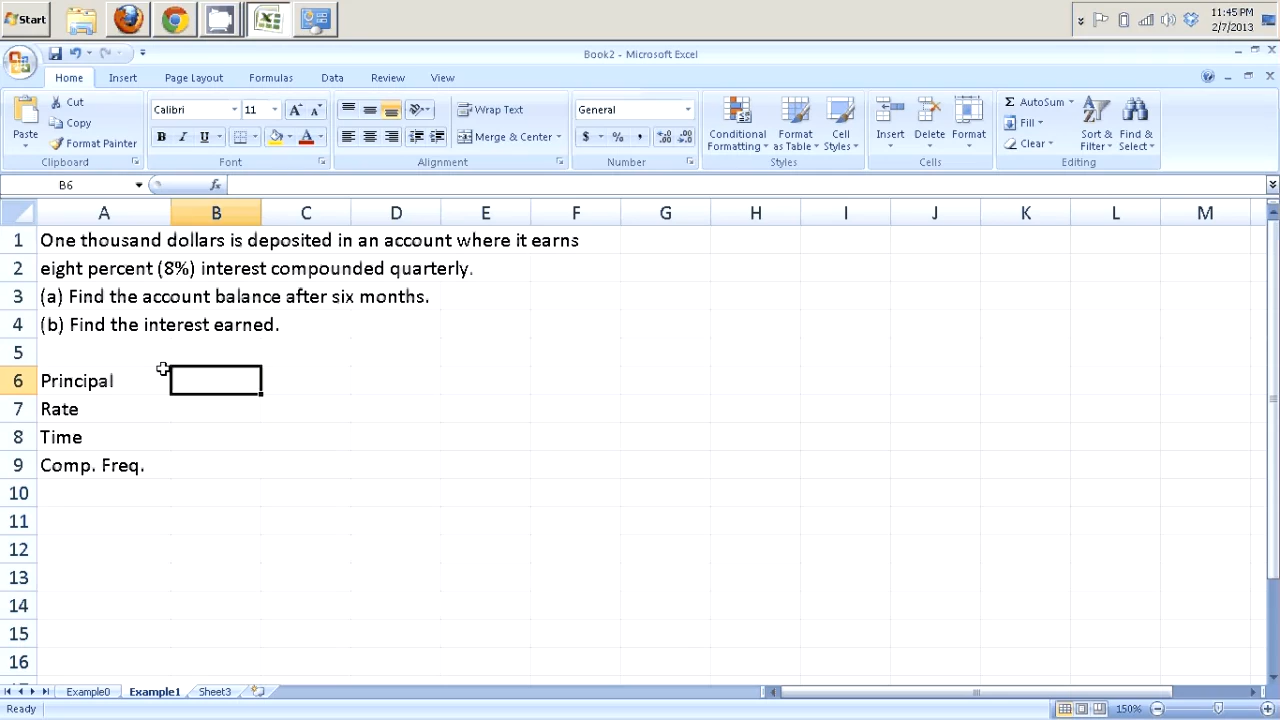 Start
11:45 PM
2/7/2013
Book2 - Microsoft Excel
Home Insert Page Layout Formulas Data Review View
Paste
Cut
Copy
Format Painter
Clipboard
Calibri 11
B I U A
Font
Wrap Text
Merge & Center
Alignment
General
$ % ,
Number
Conditional Formatting
Format as Table
Cell Styles
Styles
Insert Delete Format
Cells
Σ AutoSum
Fill
Clear
Sort & Filter
Find & Select
Editing
B6 fx
A B C D E F G H I J K L M
1 One thousand dollars is deposited in an account where it earns
2 eight percent (8%) interest compounded quarterly.
3 (a) Find the account balance after six months.
4 (b) Find the interest earned.
5
6 Principal
7 Rate
8 Time
9 Comp. Freq.
10
11
12
13
14
15
16
Example0 Example1 Sheet3
Ready 150%